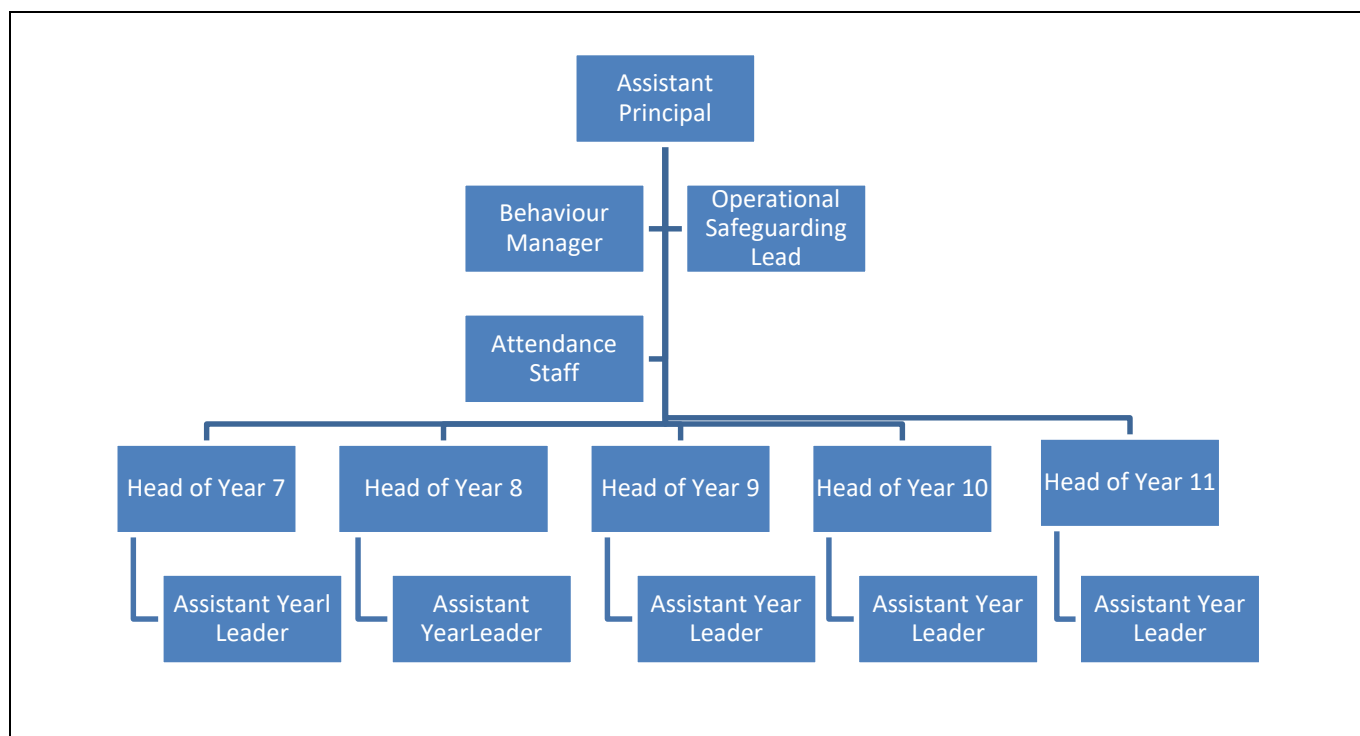 Assistant
Principal
Behaviour
Manager
Operational
Safeguarding
Lead
Attendance
Staff
Head of Year 7
Head of Year 8
Head of Year 9
Head of Year 10
Head of Year 11
Assistant Yearl
Leader
Assistant
YearLeader
Assistant Year
Leader
Assistant Year
Leader
Assistant Year
Leader